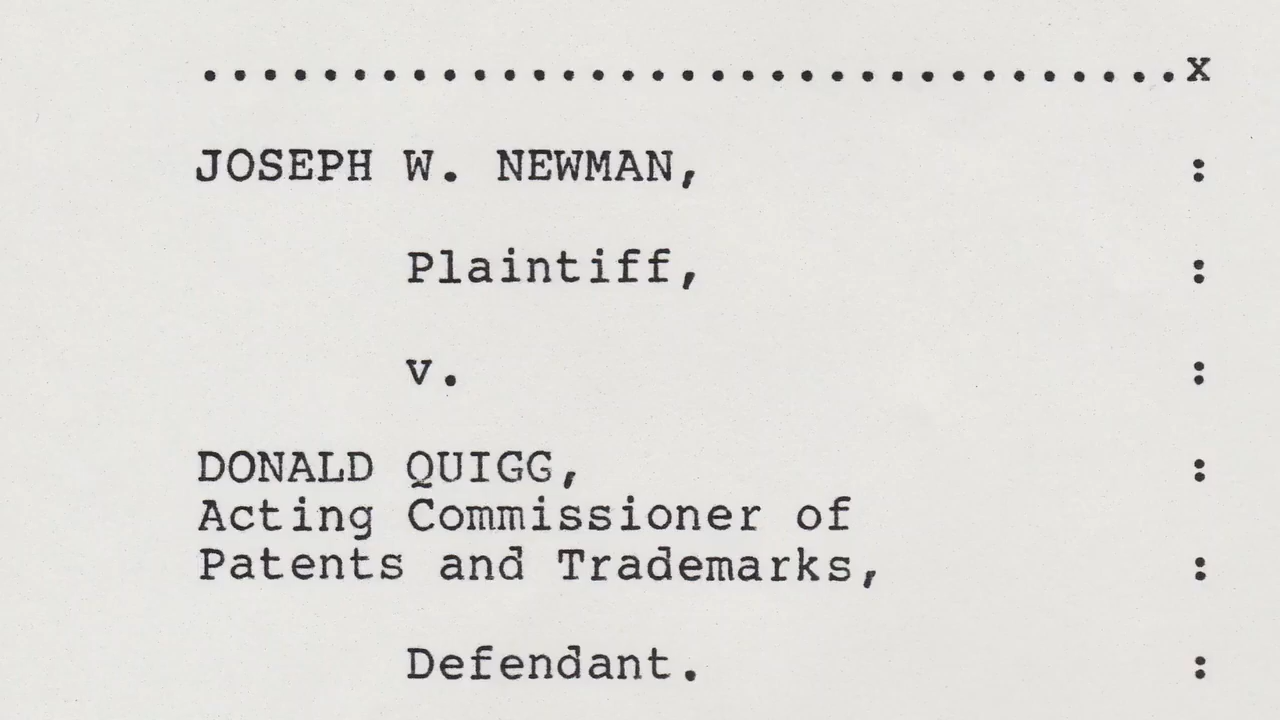 .................................x
JOSEPH W. NEWMAN, :
Plaintiff, :
v. :
DONALD QUIGG, :
Acting Commissioner of
Patents and Trademarks, :
Defendant. :